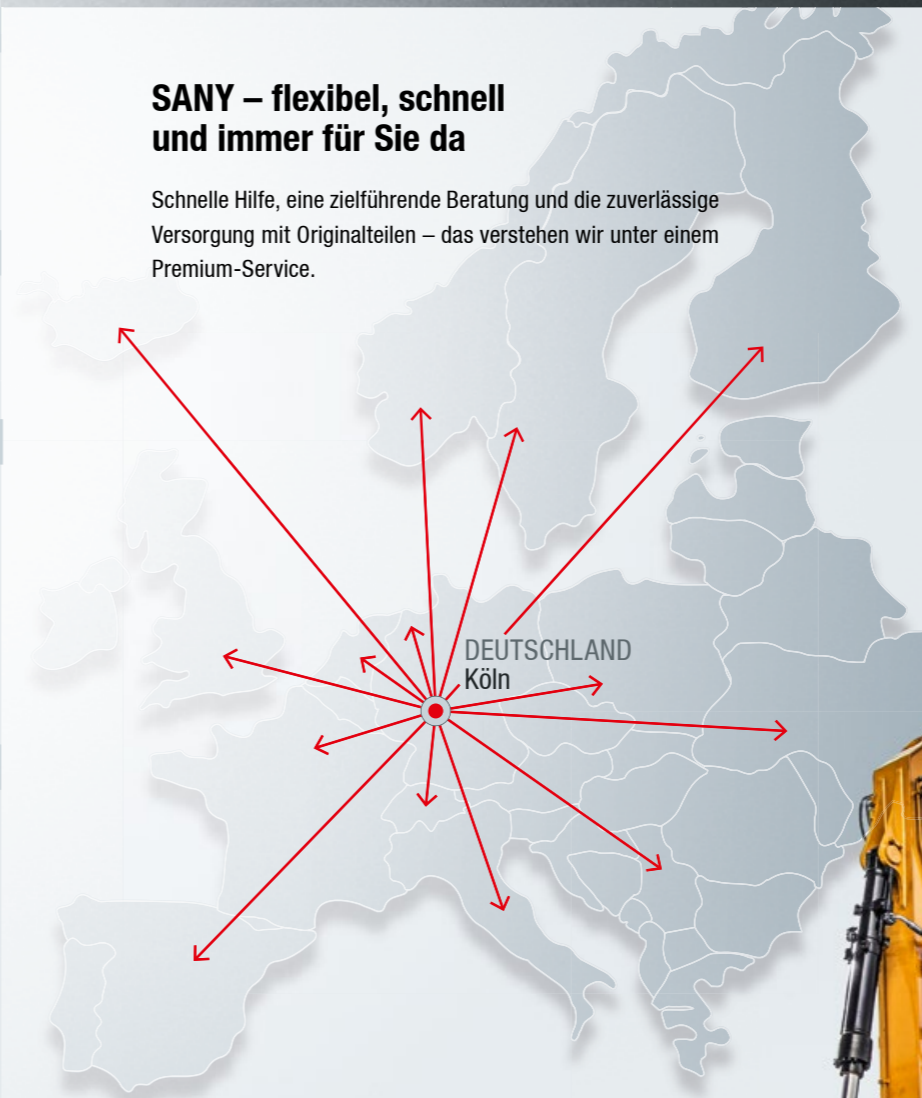 SANY – flexibel, schnell
und immer für Sie da
Schnelle Hilfe, eine zielführende Beratung und die zuverlässige
Versorgung mit Originalteilen – das verstehen wir unter einem
Premium-Service.
DEUTSCHLAND
Köln